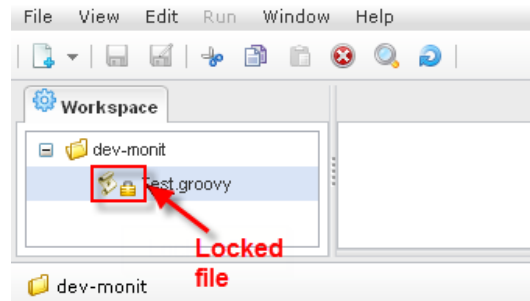 File View Edit Run Window Help
Workspace
dev-monit
Test.groovy
Locked
file
dev-monit